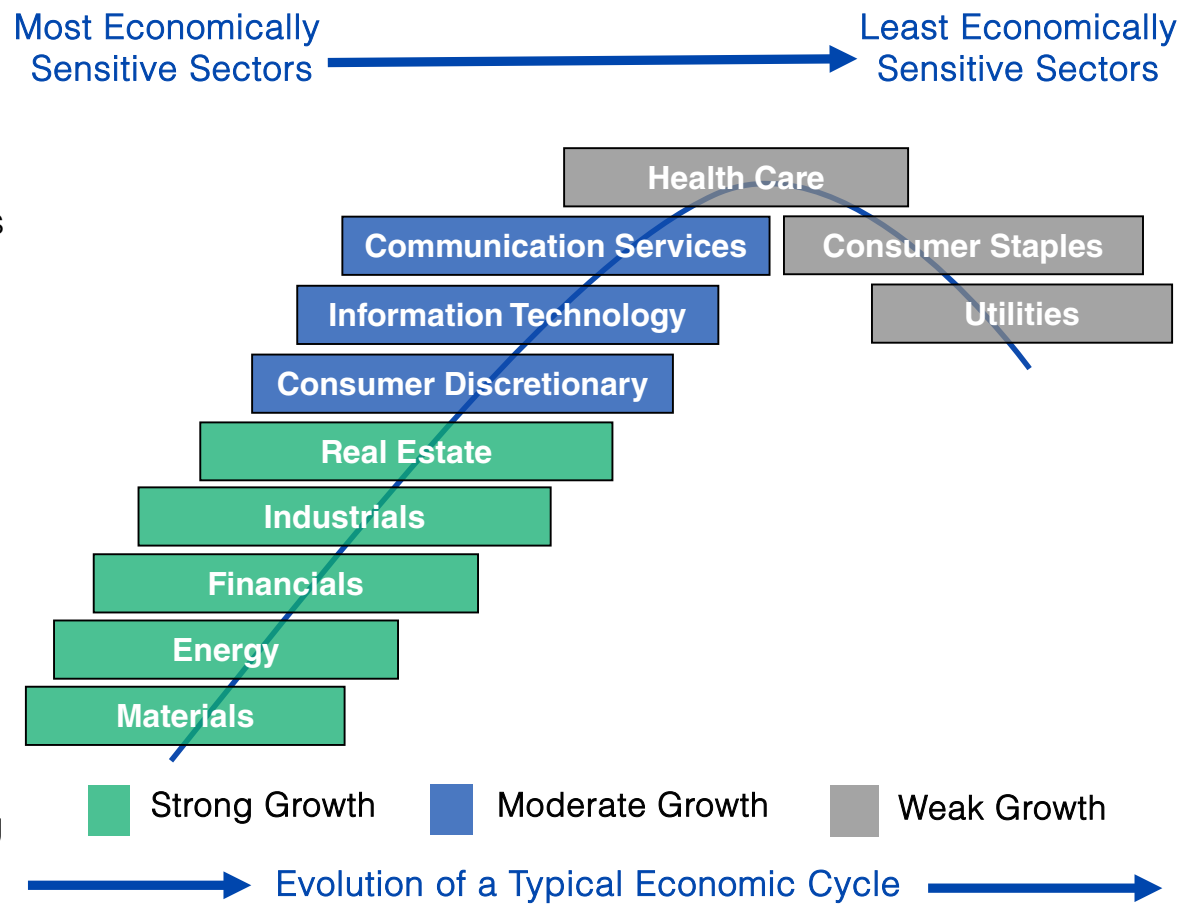 Most Economically
Sensitive Sectors
Least Economically
Sensitive Sectors
Health Care
Communication Services
Consumer Staples
Information Technology
Utilities
Consumer Discretionary
Real Estate
Industrials
Financials
Energy
Materials
Strong Growth
Moderate Growth
Weak Growth
Evolution of a Typical Economic Cycle